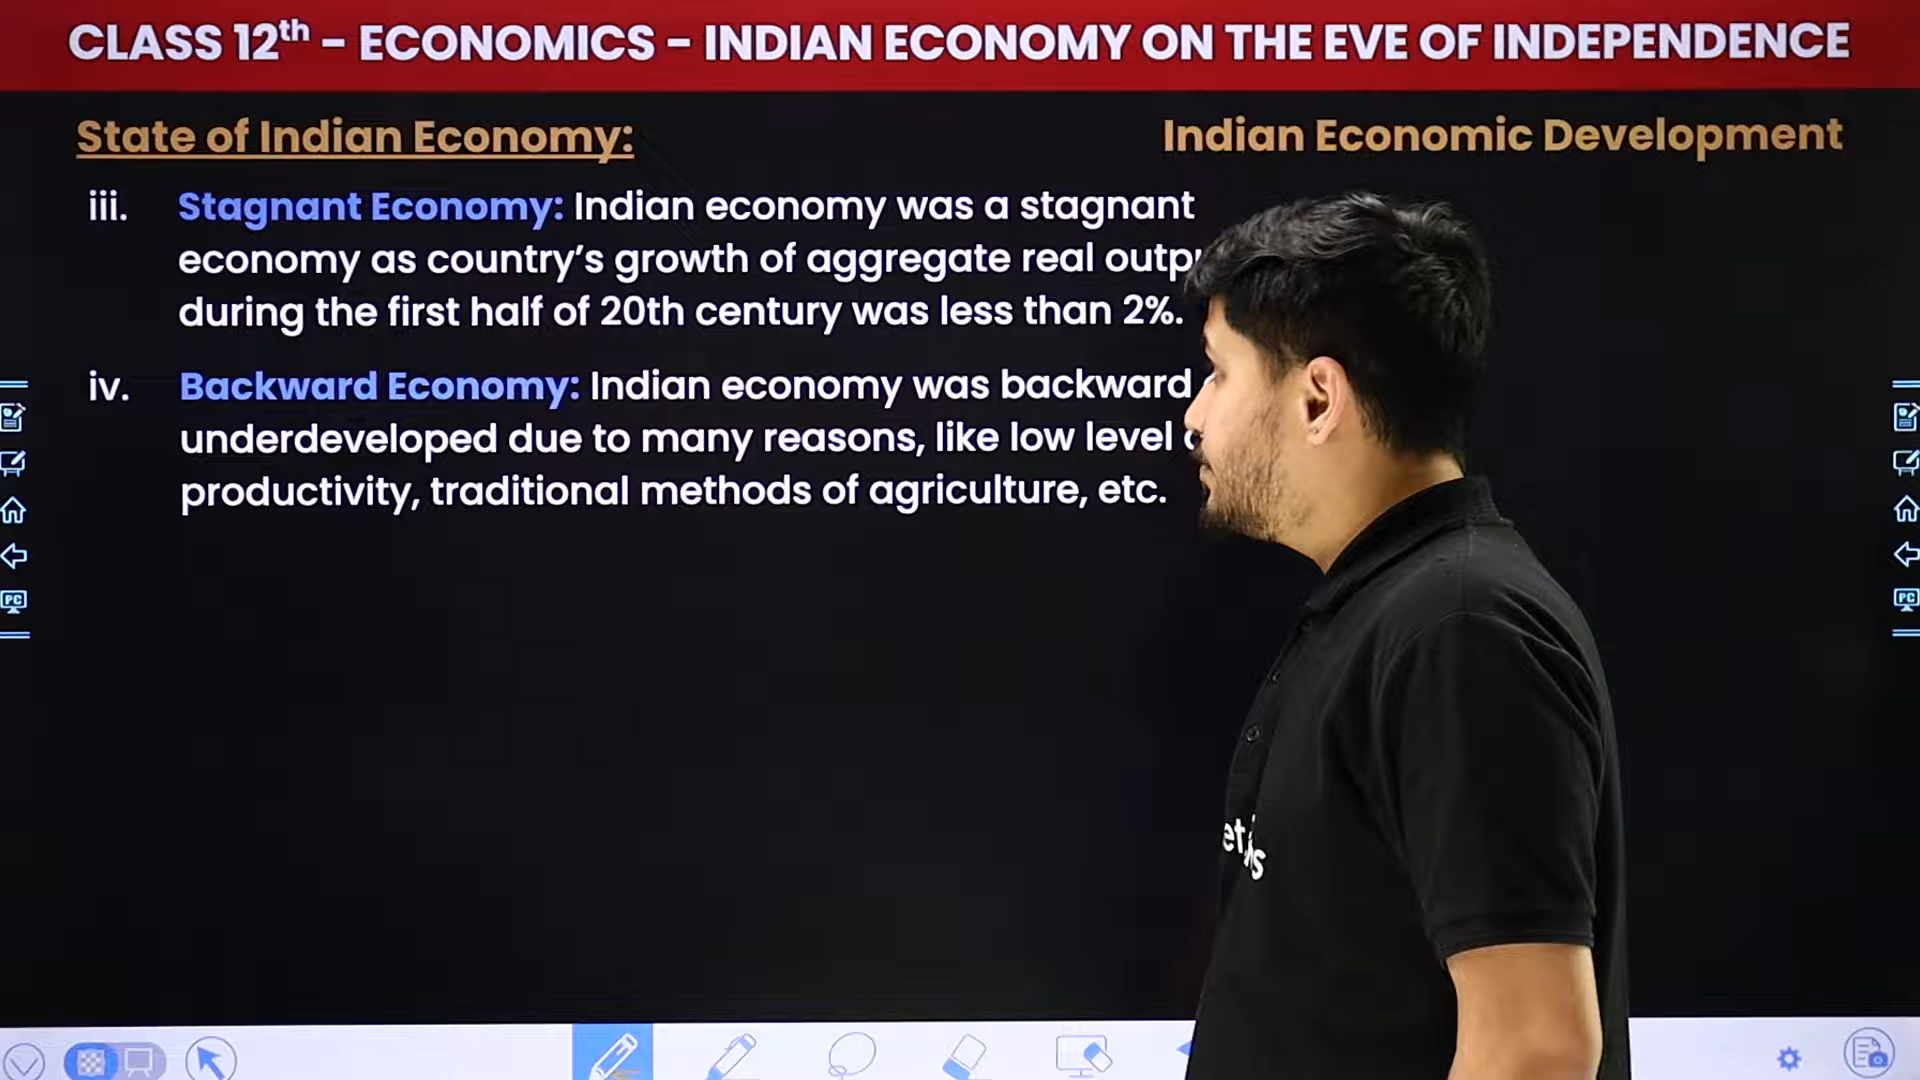 CLASS 12th - ECONOMICS - INDIAN ECONOMY ON THE EVE OF INDEPENDENCE
State of Indian Economy:
Indian Economic Development
iii. Stagnant Economy: Indian economy was a stagnant
economy as country's growth of aggregate real
during the first half of 20th century was less than 2%.
iv. Backward Economy: Indian economy was backward
underdeveloped due to many reasons, like low level
productivity, traditional methods of agriculture, etc.
PC
PC